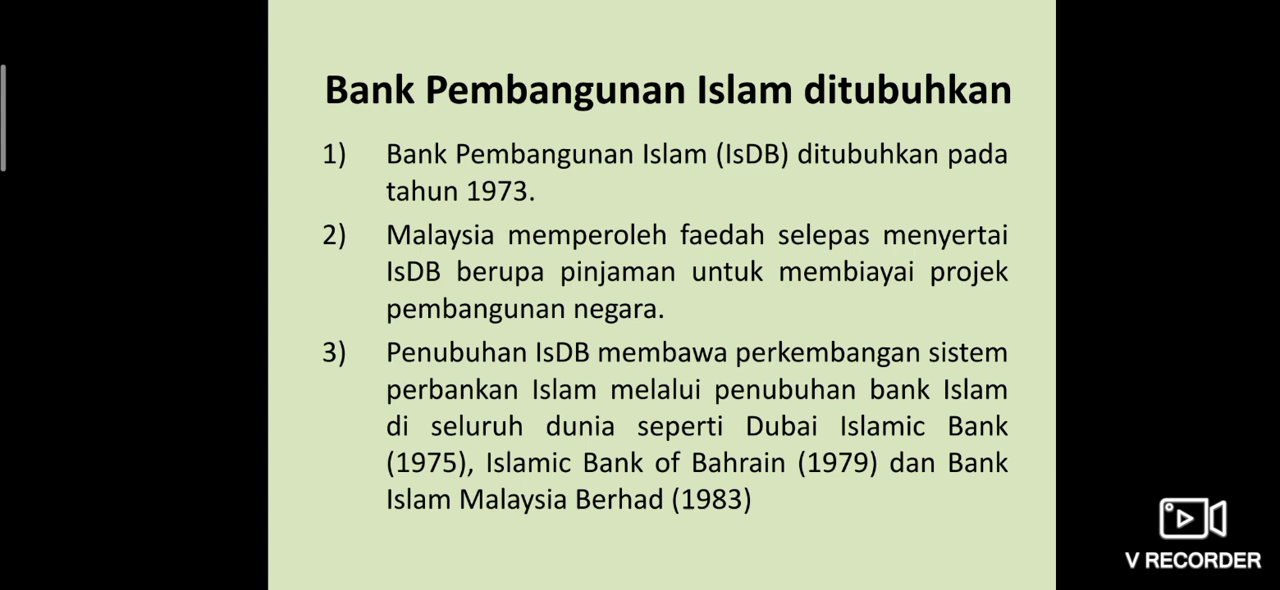 Bank Pembangunan Islam ditubuhkan
1) Bank Pembangunan Islam (IsDB) ditubuhkan pada
tahun 1973.
2) Malaysia memperoleh faedah selepas menyertai
IsDB berupa pinjaman untuk membiayai projek
pembangunan negara.
3) Penubuhan IsDB membawa perkembangan sistem
perbankan Islam melalui penubuhan bank Islam
di seluruh dunia seperti Dubai Islamic Bank
(1975), Islamic Bank of Bahrain (1979) dan Bank
Islam Malaysia Berhad (1983)
V RECORDER